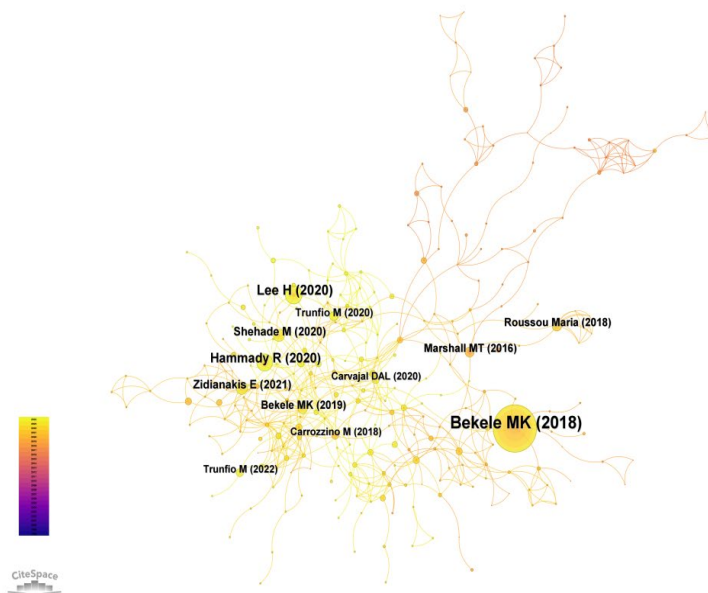 Lee H (2020)
Trunfio M (2020)
Roussou Maria (2018)
Shehade M (2020)
Marshall MT (2016)
Hammady R (2020)
Carvajal DAL (2020)
Zidianakis E (2021)
Bekele MK (2019)
Bekele MK (2018)
Carrozzino M (2018)
Trunfio M (2022)
CiteSpace